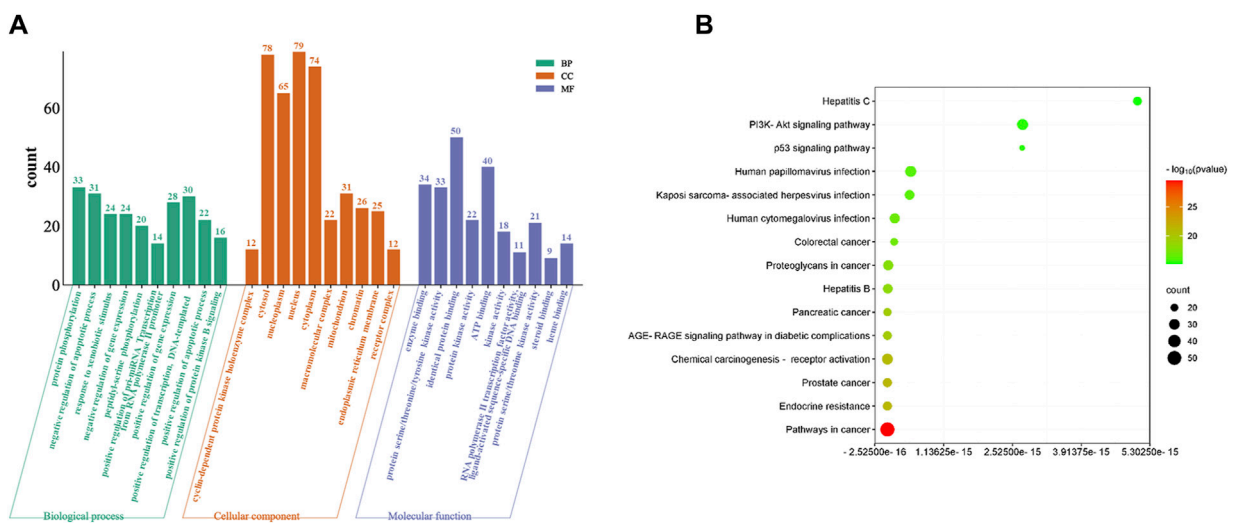 A
B
count
0
20
40
60
33
31
24
24
20
14
28
30
22
16
12
78
65
79
74
22
31
26
25
12
34
33
50
22
40
18
11
21
9
14
BP
CC
MF
protein phosphorylation
negative regulation of apoptotic process
response to xenobiotic stimulus
negative regulation of gene expression
peptidyl-serine phosphorylation
positive regulation of pri-miRNA Transcription
from RNA polymerase II promoter
positive regulation of gene expression
positive regulation of transcription, DNA-templated
positive regulation of apoptotic process
positive regulation of protein kinase B signaling
cyclin-dependent protein kinase holoenzyme complex
cytosol
nucleoplasm
nucleus
cytoplasm
macromolecular complex
mitochondrion
chromatin
endoplasmic reticulum membrane
receptor complex
enzyme binding
protein serine/threonine/tyrosine kinase activity
identical protein binding
protein kinase activity
ATP binding
kinase activity
RNA polymerase II transcription factor activity,
ligand-activated sequence-specific DNA binding
protein serine/threonine kinase activity
steroid binding
heme binding
Biological process
Cellular component
Molecular function
Hepatitis C
PI3K- Akt signaling pathway
p53 signaling pathway
Human papillomavirus infection
Kaposi sarcoma- associated herpesvirus infection
Human cytomegalovirus infection
Colorectal cancer
Proteoglycans in cancer
Hepatitis B
Pancreatic cancer
AGE- RAGE signaling pathway in diabetic complications
Chemical carcinogenesis - receptor activation
Prostate cancer
Endocrine resistance
Pathways in cancer
- 2.52500e- 16
1.13625e- 15
2.52500e- 15
3.91375e- 15
5.30250e- 15
- log10(pvalue)
25
20
count
20
30
40
50